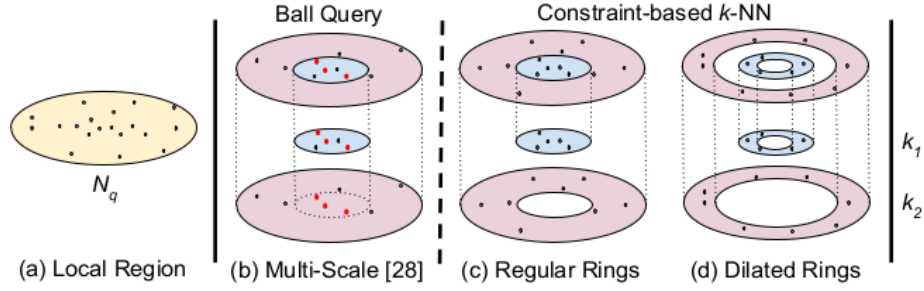 Ball Query
Constraint-based k-NN
N_q
k_1
k_2
(a) Local Region
(b) Multi-Scale [28]
(c) Regular Rings
(d) Dilated Rings